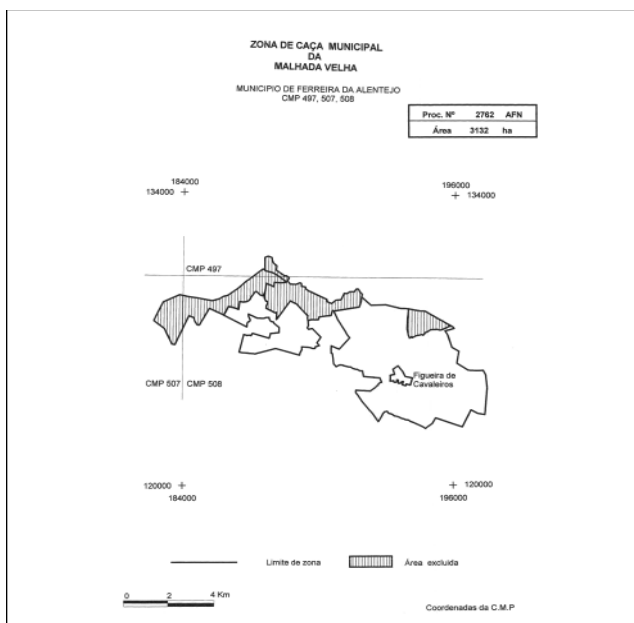 ZONA DE CAÇA MUNICIPAL
DA
MALHADA VELHA
MUNICIPIO DE FERREIRA DA ALENTEJO
CMP 497, 507, 508
Proc. Nº 2762 AFN
Área 3132 ha
184000
134000
196000
134000
CMP 497
CMP 507
CMP 508
Figueira de
Cavaleiros
120000
184000
120000
196000
Limite de zona
Área excluida
0 2 4 Km
Coordenadas da C.M.P